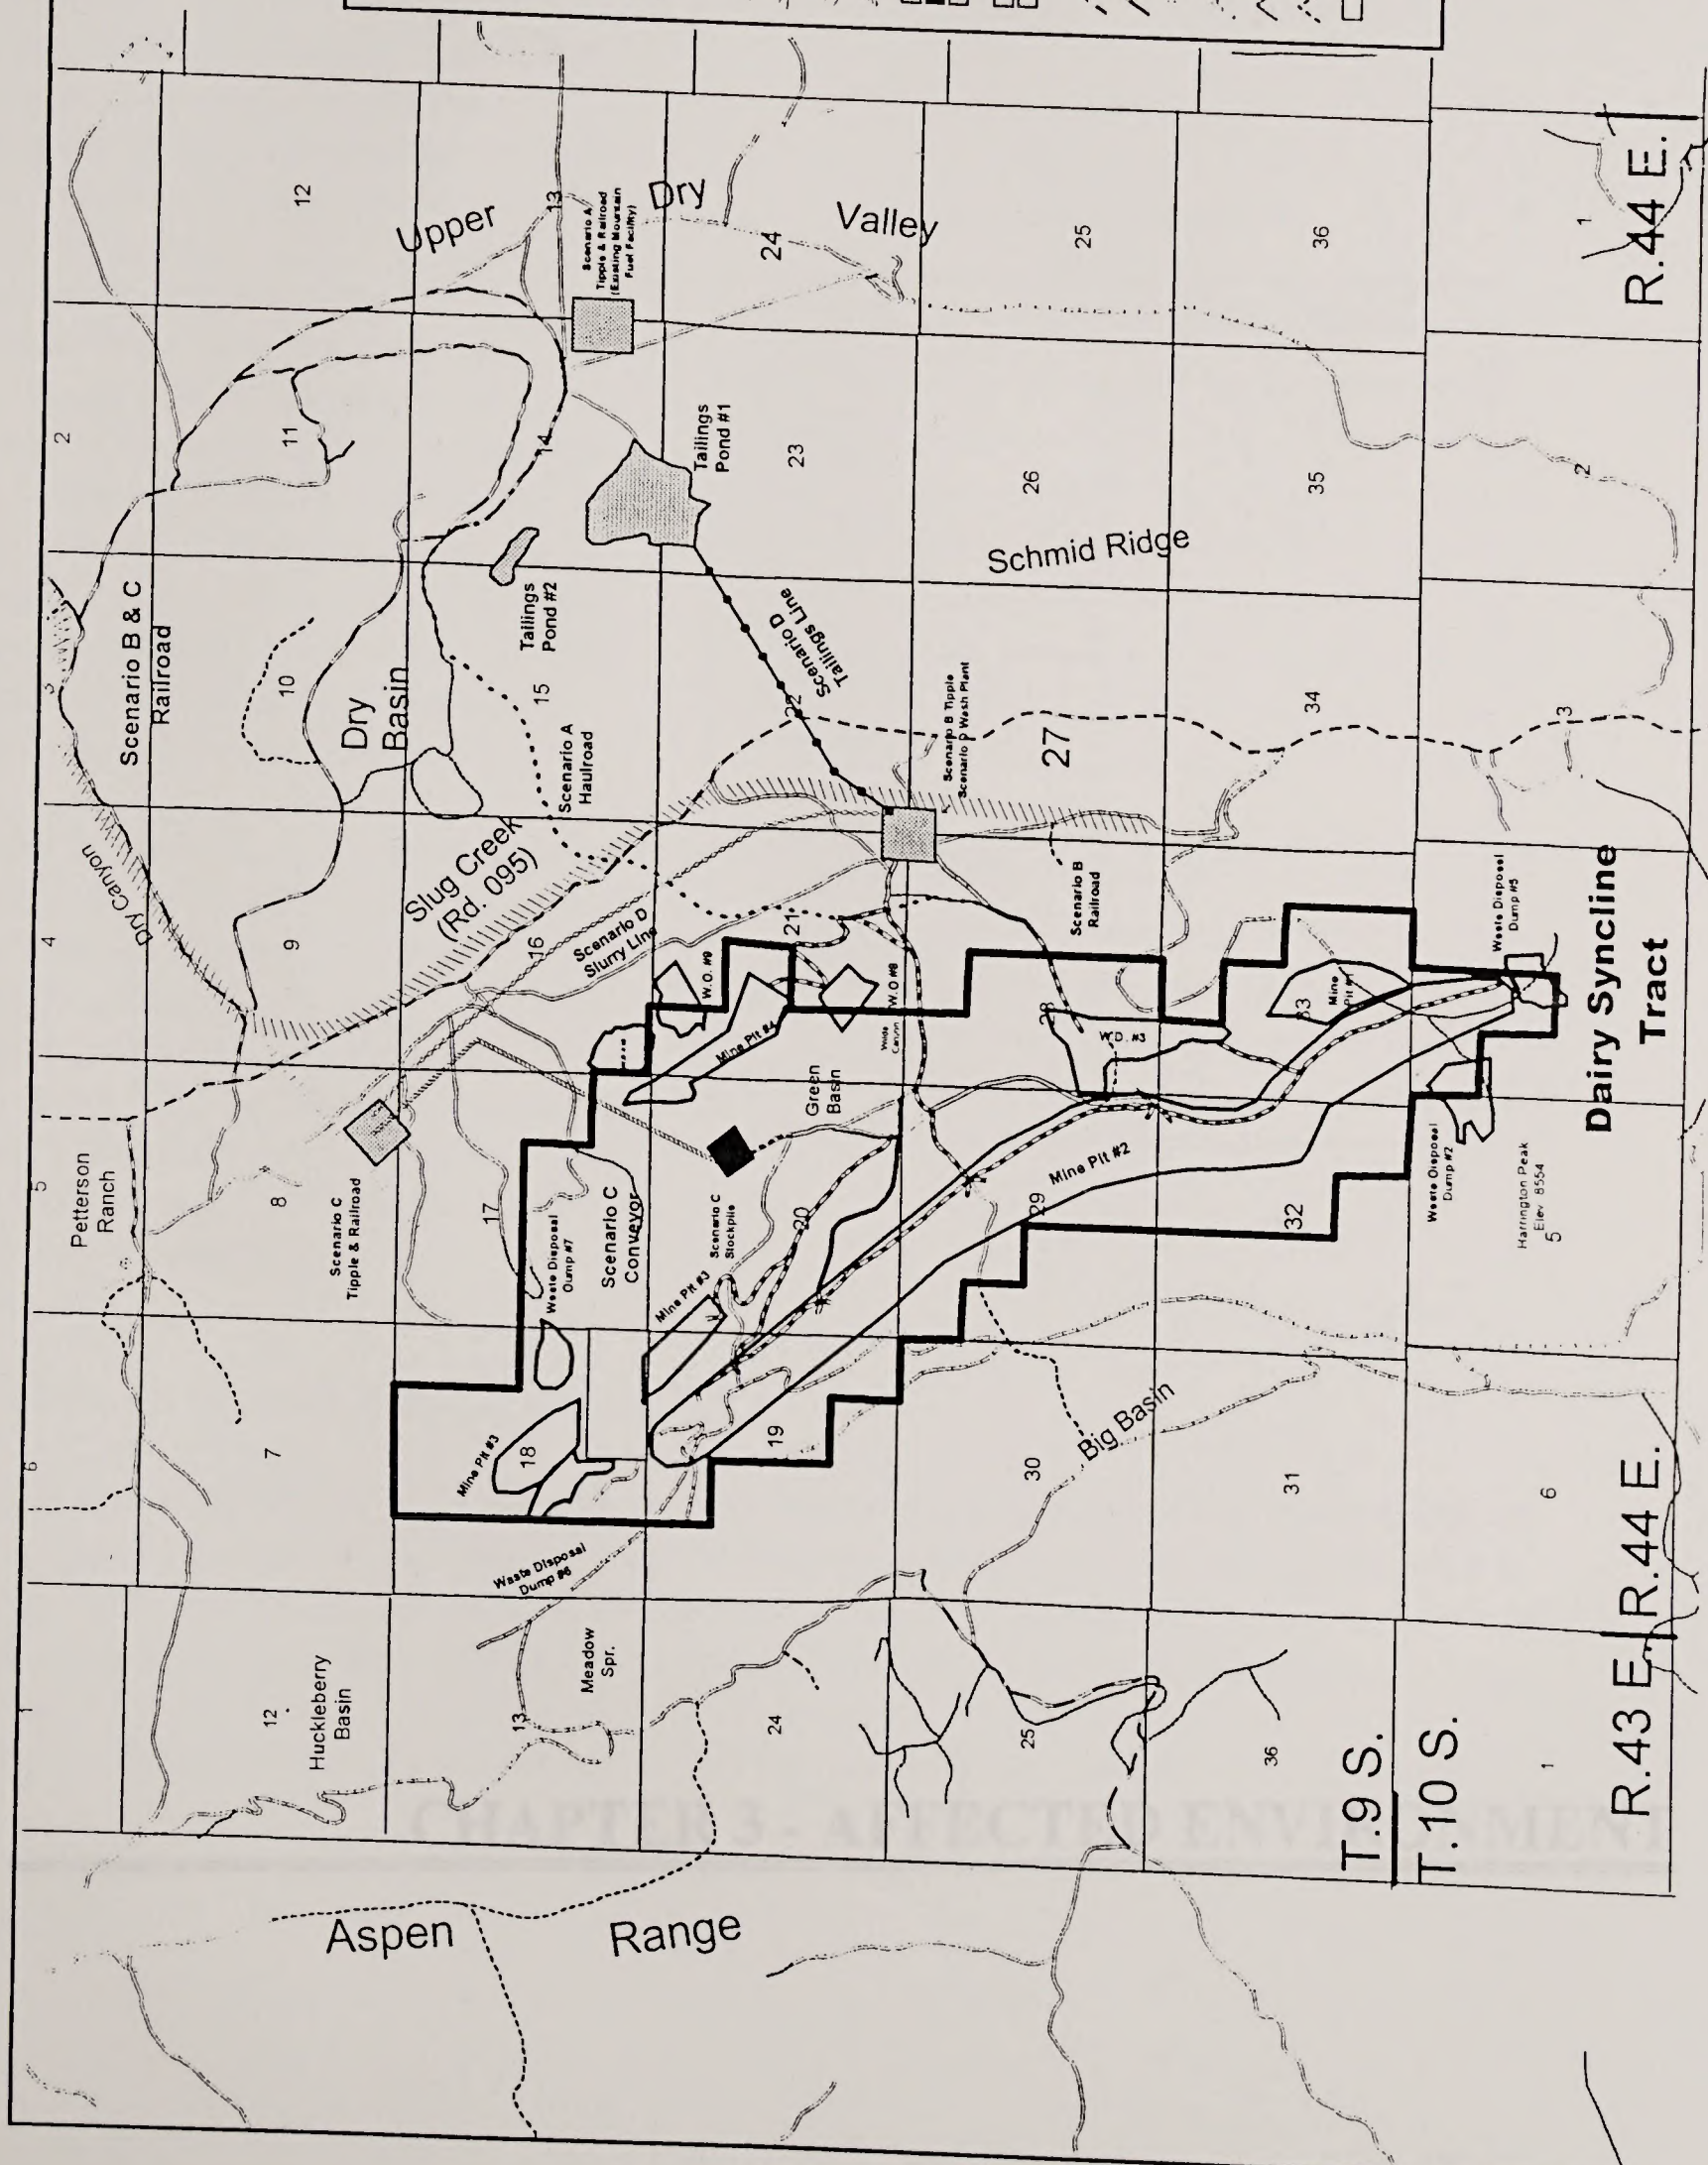 12
Upper
13
Scenario A
Tipple & Railroad
(Existing Mountain
Fuel Facility)
Dry
24
Valley
25
36
1
R.44 E.
2
11
14
Tailings
Pond #1
23
26
35
2
Schmid Ridge
3
Scenario B & C
Railroad
10
Dry
Basin
Tailings
Pond #2
15
Scenario A
Haulroad
22
Scenario D
Tailings Line
Scenario B Tipple
Scenario D Wash Plant
27
34
3
4
Dry Canyon
9
Slug Creek
(Rd. 095)
16
Scenario D
Slurry Line
21
W.D. #9
W.D #8
Scenario B
Railroad
28
W.D. #3
33
Mine
Waste Disposal
Dump #5
Dairy Syncline
Tract
Mine Pit #4
Green
Basin
5
Petterson
Ranch
8
Scenario C
Tipple & Railroad
17
Waste Disposal
Dump #7
Scenario C
Conveyor
Scenario C
Stockpile
20
Mine Pit #3
Mine Pit #2
29
32
Waste Disposal
Dump #2
Harrington Peak
Elev 8554
5
6
7
Mine Pit #3
18
19
30
Big Basin
31
6
R.44 E.
Waste Disposal
Dump #6
12
Huckleberry
Basin
13
Meadow
Spr.
24
25
36
1
T.9 S.
T.10 S.
R.43 E.
Aspen
Range
CHAPTER 3 - AFFECTED ENVIRONMENT